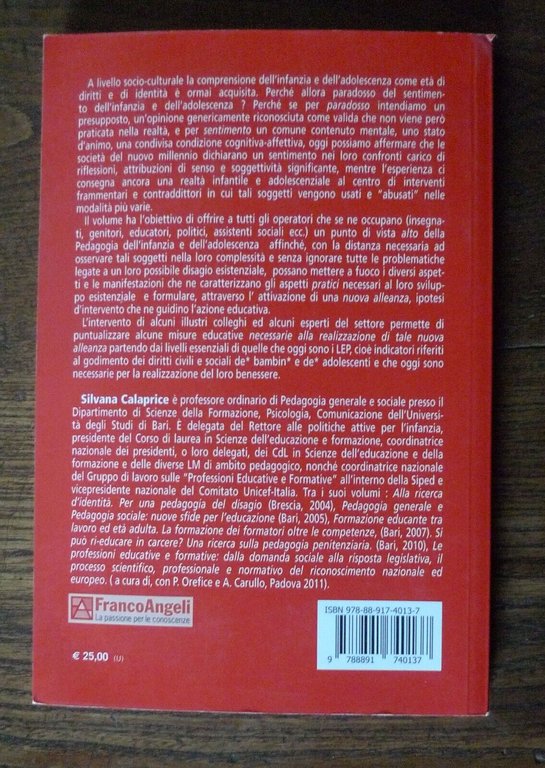 A livello socio-culturale la comprensione dell'infanzia e dell'adolescenza come età di
diritti e di identità è ormai acquisita. Perché allora paradosso del sentimen-
to dell'infanzia e dell'adolescenza ? Perché se per paradosso intendiamo un
presupposto, un'opinione genericamente riconosciuta come valida che non viene però
praticata nella realtà, e per sentimento un comune contenuto mentale, uno stato
d'animo, una condivisa condizione cognitiva-affettiva, oggi possiamo affermare che le
società del nuovo millennio dichiarano un sentimento nei loro confronti carico di
riflessioni, attribuzioni di senso e soggettività significante, mentre l'esperienza ci
consegna ancora una realtà infantile e adolescenziale al centro di interventi
frammentari e contraddittori in cui tali soggetti vengono usati e "abusati" nelle
modalità più varie.
Il volume ha l'obiettivo di offrire a tutti gli operatori che se ne occupano (insegna-
ti, genitori, educatori, politici, assistenti sociali ecc.) un punto di vista alto della
Pedagogia dell'infanzia e dell'adolescenza affinché, con la distanza necessaria ad
osservare tali soggetti nella loro complessità e senza ignorare tutte le problematiche
legate a un loro possibile disagio esistenziale, possano mettere a fuoco i diversi aspet-
ti e le manifestazioni che ne caratterizzano gli aspetti pratici necessari al loro svilup-
po esistenziale e formulare, attraverso l' attivazione di una nuova alleanza, ipotesi
d'intervento che ne guidino l'azione educativa.
L'intervento di alcuni illustri colleghi ed alcuni esperti del settore permette di
puntualizzare alcune misure educative necessarie alla realizzazione di tale nuova
alleanza partendo dai livelli essenziali di quelle che oggi sono i LEP, cioè indicatori riferiti
al godimento dei diritti civili e sociali de* bambin* e de* adolescenti e che oggi sono
necessarie per la realizzazione del loro benessere.
Silvana Calaprice è professore ordinario di Pedagogia generale e sociale presso il
Dipartimento di Scienze della Formazione, Psicologia, Comunicazione dell'Universi-
tà degli Studi di Bari. È delegata del Rettore alle politiche attive per l'infanzia,
presidente del Corso di laurea in Scienze dell'educazione e formazione, coordinatrice
nazionale dei presidenti, o loro delegati, dei CdL in Scienze dell'educazione e della
formazione e delle diverse LM di ambito pedagogico, nonché coordinatrice nazionale
del Gruppo di lavoro sulle "Professioni Educative e Formative" all'interno della Siped e
vicepresidente nazionale del Comitato Unicef-Italia. Tra i suoi volumi : Alla ricerca
d'identità. Per una pedagogia del disagio (Brescia, 2004), Pedagogia generale e
Pedagogia sociale: nuove sfide per l'educazione (Bari, 2005), Formazione educante tra
lavoro ed età adulta. La formazione dei formatori oltre le competenze, (Bari, 2007). Si
può ri-educare in carcere? Una ricerca sulla pedagogia penitenziaria. (Bari, 2010), Le
professioni educative e formative: dalla domanda sociale alla risposta legislativa, il
processo scientifico, professionale e normativo del riconoscimento nazionale ed
europeo. ( a cura di, con P. Orefice e A. Carullo, Padova 2011).
FrancoAngeli
La passione per le conoscenze
€ 25,00 (U)
ISBN 978-88-917-4013-7
9 788891 740137